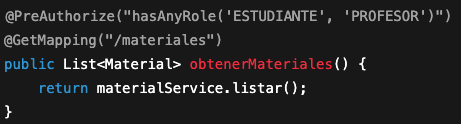 @PreAuthorize("hasAnyRole('ESTUDIANTE', 'PROFESOR')")
@GetMapping("/materiales")
public List<Material> obtenerMateriales() {
    return materialService.listar();
}